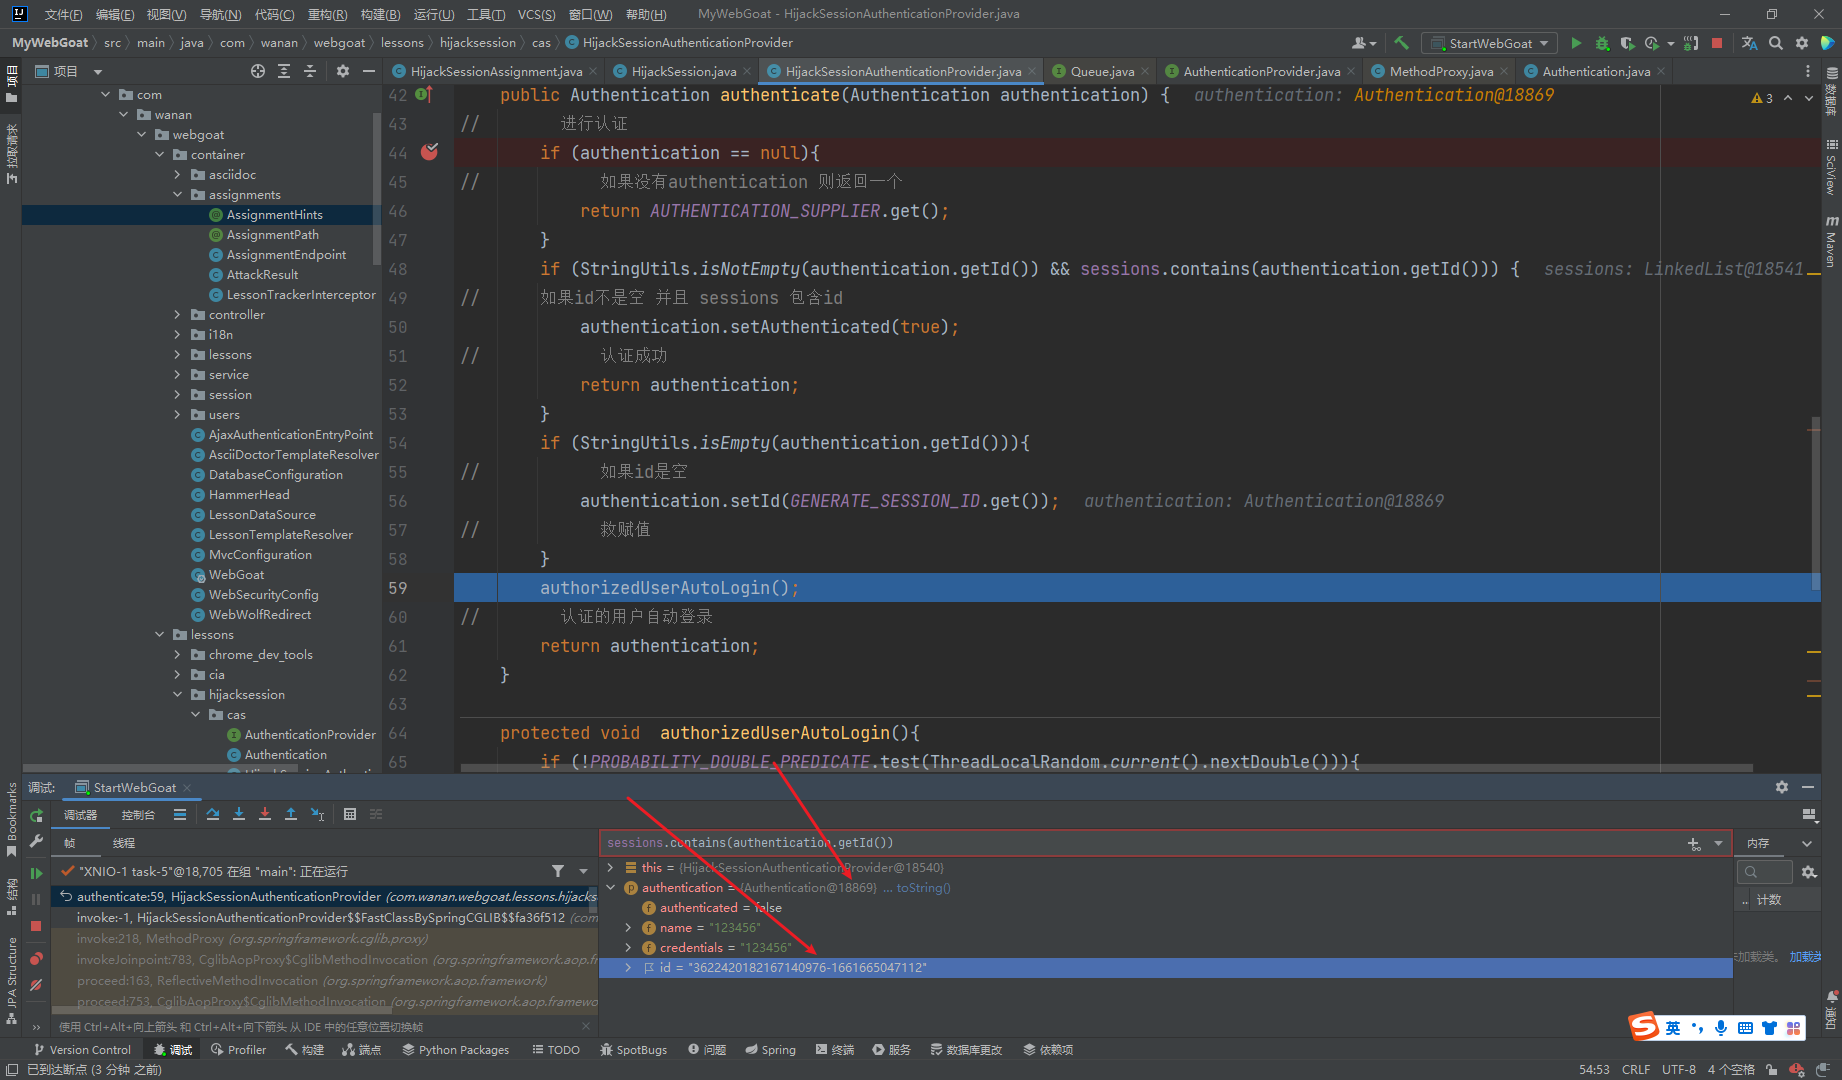 文件(F) 编辑(E) 视图(V) 导航(N) 代码(C) 重构(R) 构建(B) 运行(U) 工具(T) VCS(S) 窗口(W) 帮助(H) MyWebGoat - HijackSessionAuthenticationProvider.java
MyWebGoat src main java com wanan webgoat lessons hijacksession cas HijackSessionAuthenticationProvider StartWebGoat
项目
HijackSessionAssignment.java HijackSession.java HijackSessionAuthenticationProvider.java Queue.java AuthenticationProvider.java MethodProxy.java Authentication.java
项目
拉取请求
com
wanan
webgoat
container
asciidoc
assignments
AssignmentHints
AssignmentPath
AssignmentEndpoint
AttackResult
LessonTrackerInterceptor
controller
i18n
lessons
service
session
users
AjaxAuthenticationEntryPoint
AsciiDoctorTemplateResolver
DatabaseConfiguration
HammerHead
LessonDataSource
LessonTemplateResolver
MvcConfiguration
WebGoat
WebSecurityConfig
WebWolfRedirect
lessons
chrome_dev_tools
cia
hijacksession
cas
AuthenticationProvider
Authentication
42 public Authentication authenticate(Authentication authentication) { authentication: Authentication@18869
43 // 进行认证
44 if (authentication == null){
45 // 如果没有authentication 则返回一个
46 return AUTHENTICATION_SUPPLIER.get();
47 }
48 if (StringUtils.isNotEmpty(authentication.getId()) && sessions.contains(authentication.getId())) { sessions: LinkedList@18541
49 // 如果id不是空 并且 sessions 包含id
50 authentication.setAuthenticated(true);
51 // 认证成功
52 return authentication;
53 }
54 if (StringUtils.isEmpty(authentication.getId())){
55 // 如果id是空
56 authentication.setId(GENERATE_SESSION_ID.get()); authentication: Authentication@18869
57 // 救赋值
58 }
59 authorizedUserAutoLogin();
60 // 认证的用户自动登录
61 return authentication;
62 }
63
64 protected void authorizedUserAutoLogin(){
65 if (!PROBABILITY_DOUBLE_PREDICATE.test(ThreadLocalRandom.current().nextDouble())){
3
数据库
SciView
Maven
Bookmarks
结构
JPA Structure
调试: StartWebGoat
调试器 控制台
帧 线程
"XNIO-1 task-5"@18,705 在组 "main": 正在运行
authenticate:59, HijackSessionAuthenticationProvider (com.wanan.webgoat.lessons.hijacks
invoke:-1, HijackSessionAuthenticationProvider$$FastClassBySpringCGLIB$$fa36f512 (com
invoke:218, MethodProxy (org.springframework.cglib.proxy)
invokeJoinpoint:783, CglibAopProxy$CglibMethodInvocation (org.springframework.aop.fr
proceed:163, ReflectiveMethodInvocation (org.springframework.aop.framework)
proceed:753, CglibAopProxy$CglibMethodInvocation (org.springframework.aop.framewo
使用 Ctrl+Alt+向上箭头 和 Ctrl+Alt+向下箭头 从 IDE 中的任意位置切换帧
sessions.contains(authentication.getId())
this = {HijackSessionAuthenticationProvider@18540}
authentication = {Authentication@18869} ... toString()
authenticated = false
name = "123456"
credentials = "123456"
id = "3622420182167140976-1661665047112"
内存
.. 计数
未加载类。 加载类
英
Version Control 调试 Profiler 构建 端点 Python Packages TODO SpotBugs 问题 Spring 终端 服务 数据库更改 依赖项
已到达断点 (3 分钟 之前) 54:53 CRLF UTF-8 4 个空格